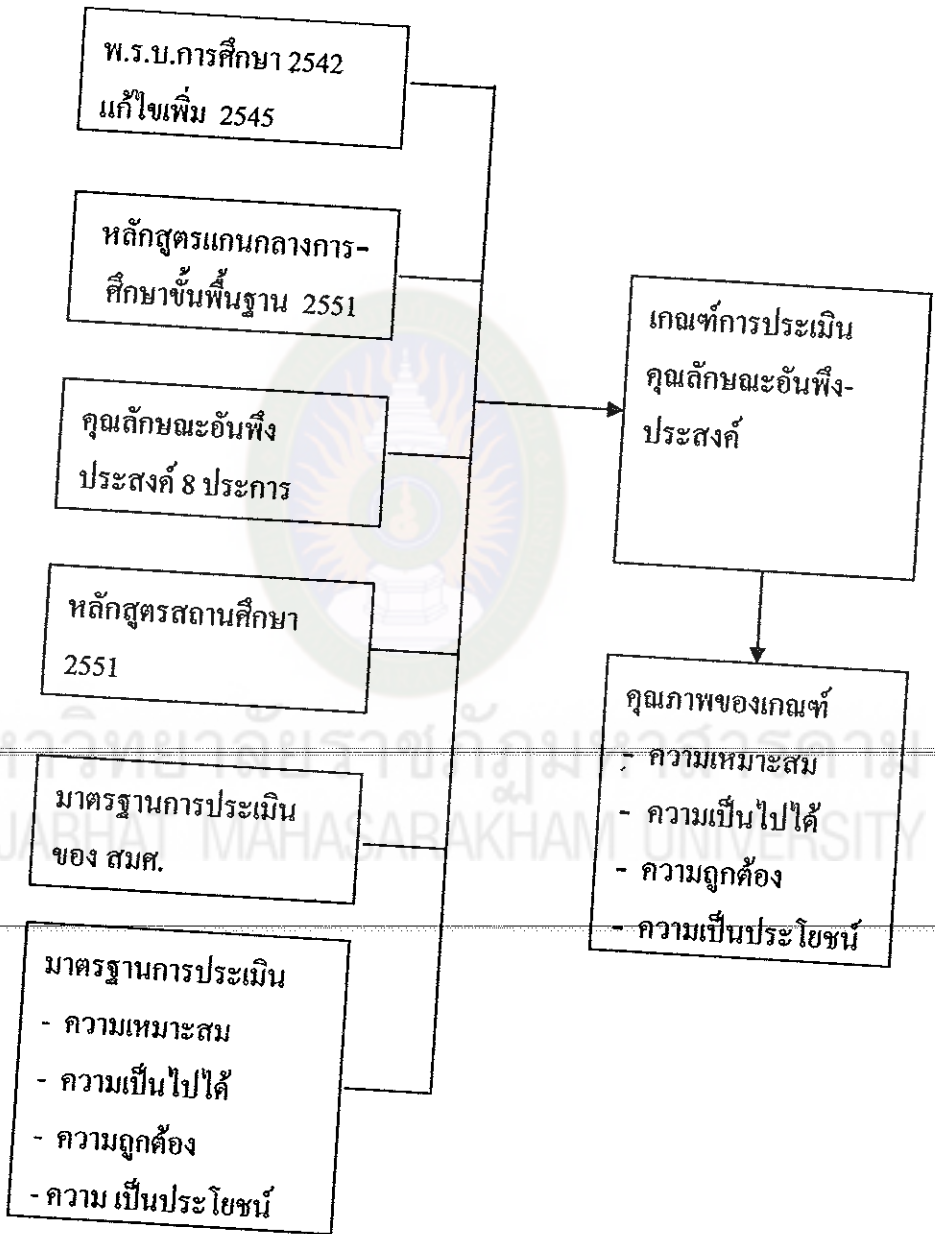 พ.ร.บ.การศึกษา 2542
แก้ไขเพิ่ม 2545
หลักสูตรแกนกลางการ-
ศึกษาขั้นพื้นฐาน 2551
คุณลักษณะอันพึง
ประสงค์ 8 ประการ
หลักสูตรสถานศึกษา
2551
มาตรฐานการประเมิน
ของ สมศ.
มาตรฐานการประเมิน
- ความเหมาะสม
- ความเป็นไปได้
- ความถูกต้อง
- ความ เป็นประโยชน์
เกณฑ์การประเมิน
คุณลักษณะอันพึง-
ประสงค์
คุณภาพของเกณฑ์
- ความเหมาะสม
- ความเป็นไปได้
- ความถูกต้อง
- ความเป็นประโยชน์
MAHASARAKHAM UNIVERSITY